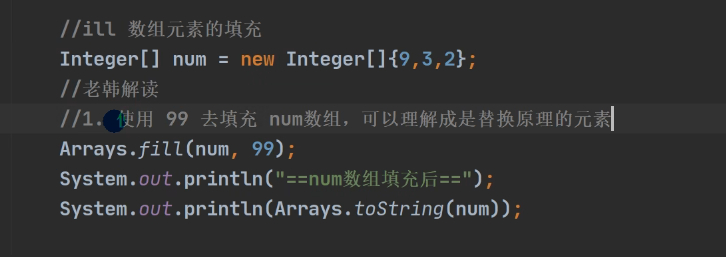 //ill 数组元素的填充
Integer[] num = new Integer[]{9,3,2};
//老韩解读
//1. 使用 99 去填充 num数组，可以理解成是替换原理的元素
Arrays.fill(num, 99);
System.out.println("==num数组填充后==");
System.out.println(Arrays.toString(num));